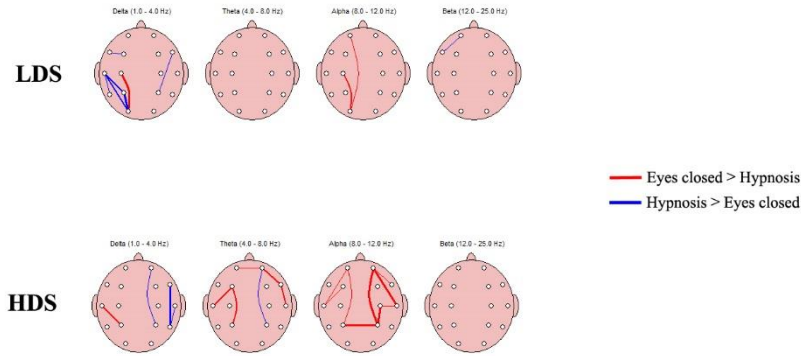 Delta (1.0 - 4.0 Hz) Theta (4.0 - 8.0 Hz) Alpha (8.0 - 12.0 Hz) Beta (12.0 - 25.0 Hz)
LDS
Eyes closed > Hypnosis
Hypnosis > Eyes closed
Delta (1.0 - 4.0 Hz) Theta (4.0 - 8.0 Hz) Alpha (8.0 - 12.0 Hz) Beta (12.0 - 25.0 Hz)
HDS